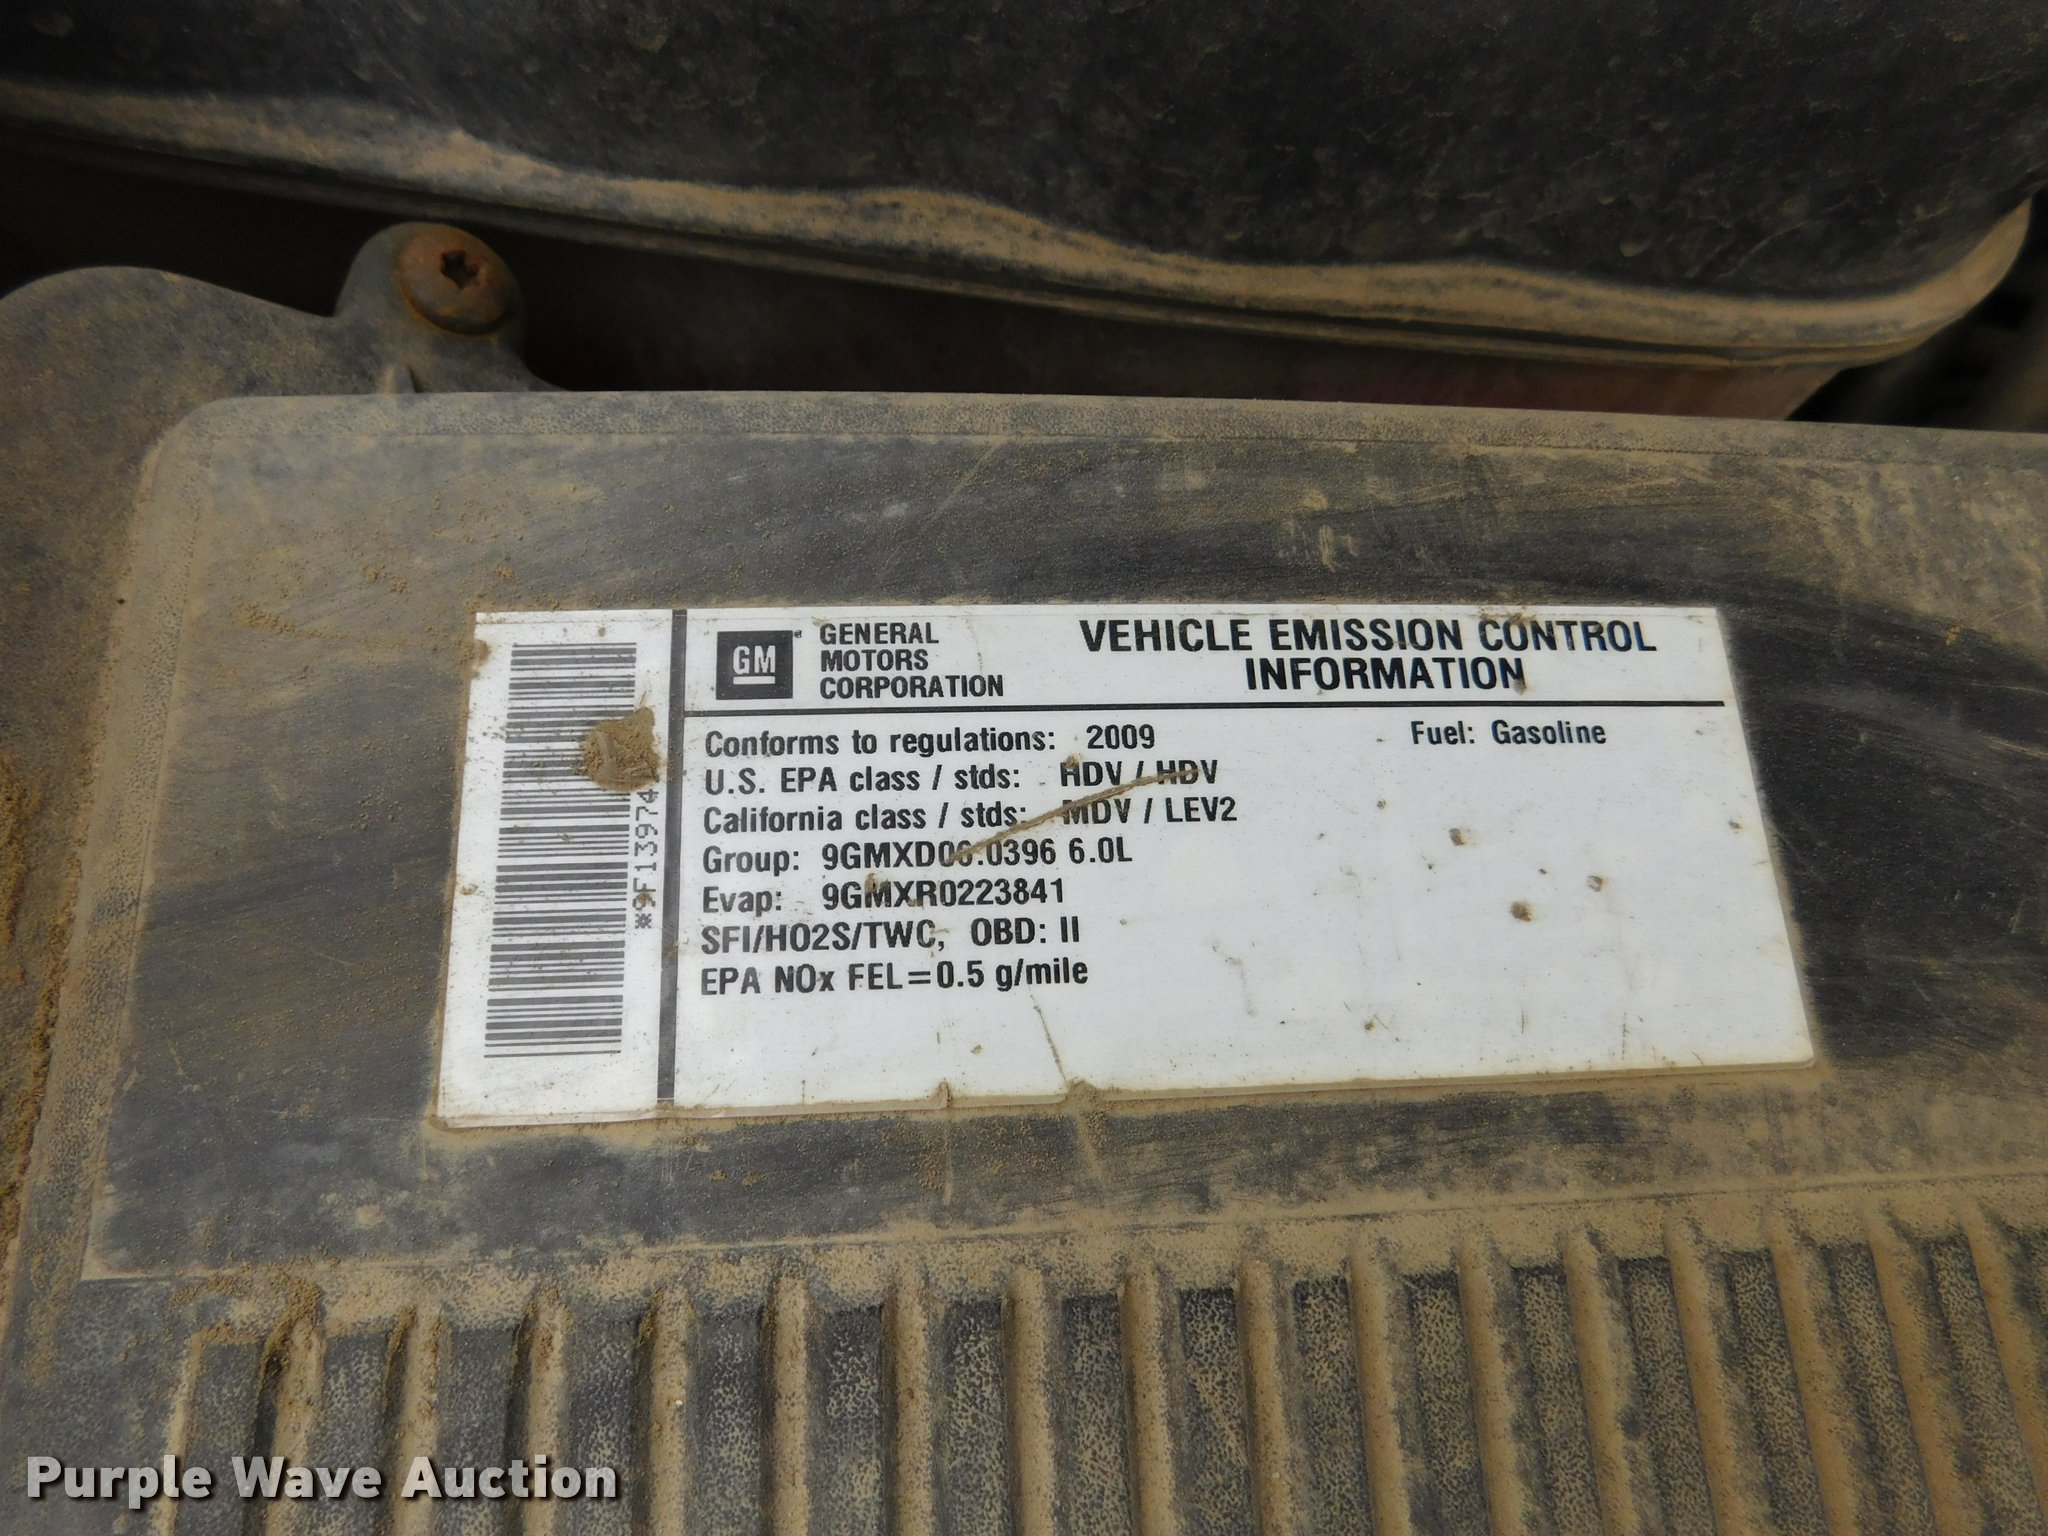 GM
GENERAL
MOTORS
CORPORATION
VEHICLE EMISSION CONTROL
INFORMATION
Conforms to regulations: 2009
Fuel: Gasoline
U.S. EPA class / stds: HDV / HDV
California class / stds: MDV / LEV2
Group: 9GMXD06.0396 6.0L
Evap: 9GMXR0223841
SFI/HO2S/TWC, OBD: II
EPA NOx FEL=0.5 g/mile
Purple Wave Auction